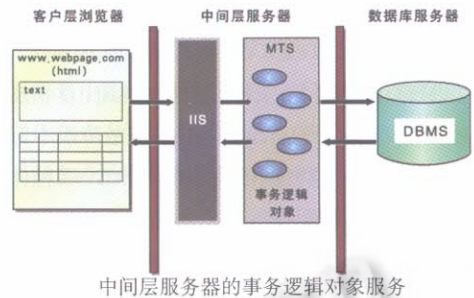 客户层浏览器
中间层服务器
数据库服务器
www.webpage.com
(html)
text
IIS
MTS
事务逻辑
对象
DBMS
中间层服务器的事务逻辑对象服务